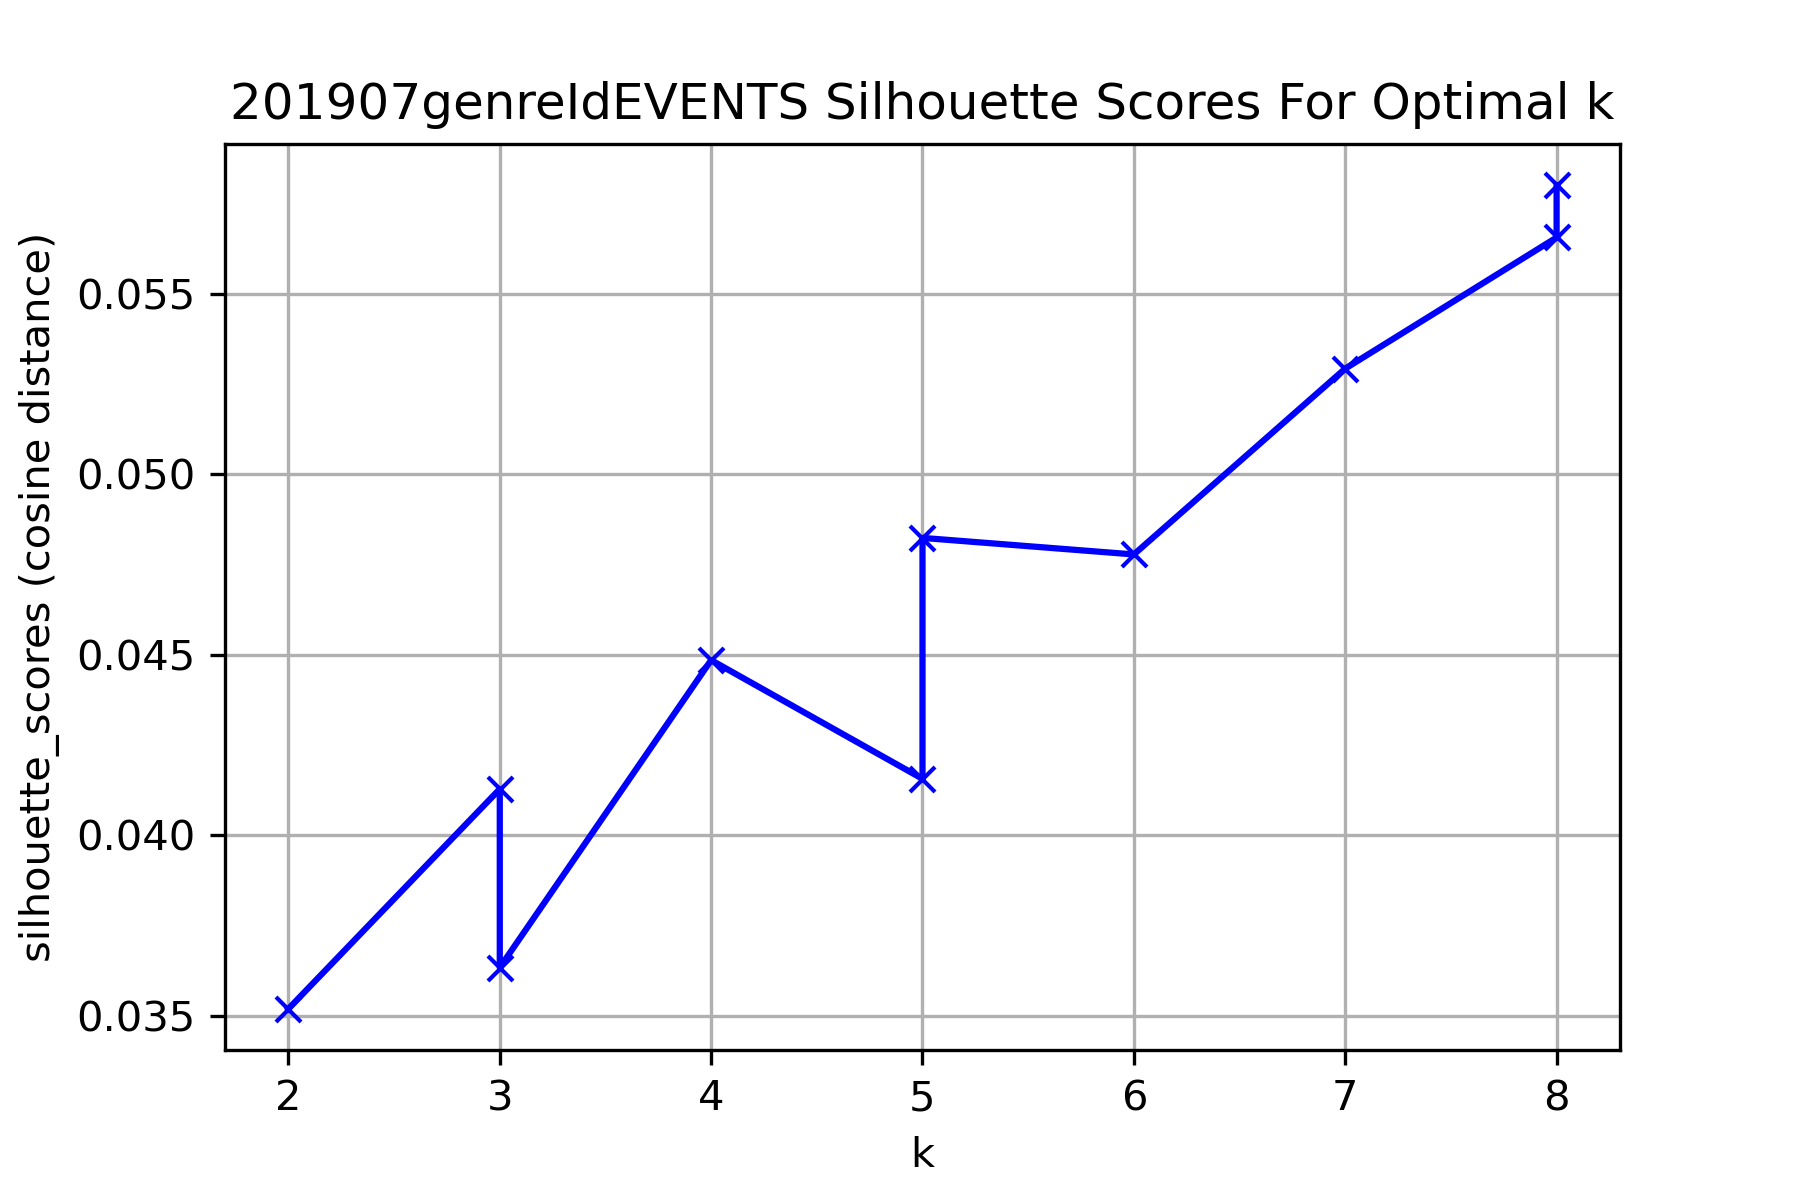 201907genreIdEVENTS Silhouette Scores For Optimal k
silhouette_scores (cosine distance)
0.055
0.050
0.045
0.040
0.035
2 3 4 5 6 7 8
k